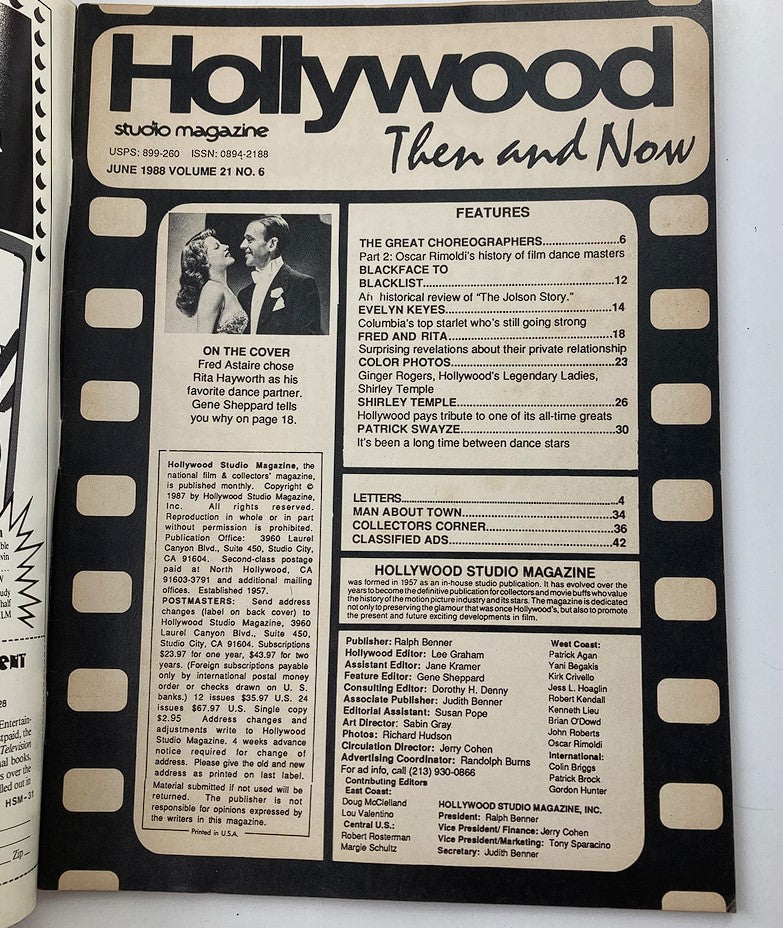 Hollywood
studio magazine
Then and Now
USPS: 899-260 ISSN: 0894-2188
JUNE 1988 VOLUME 21 NO. 6
ON THE COVER
Fred Astaire chose
Rita Hayworth as his
favorite dance partner.
Gene Sheppard tells
you why on page 18.
Hollywood Studio Magazine, the
national film & collectors' magazine,
is published monthly. Copyright ©
1987 by Hollywood Studio Magazine,
Inc. All rights reserved.
Reproduction in whole or in part
without permission is prohibited.
Publication Office: 3960 Laurel
Canyon Blvd., Suite 450, Studio City,
CA 91604. Second-class postage
paid at North Hollywood, CA
91603-3791 and additional mailing
offices. Established 1957.
POSTMASTERS: Send address
changes (label on back cover) to
Hollywood Studio Magazine, 3960
Laurel Canyon Blvd., Suite 450,
Studio City, CA 91604. Subscriptions
$23.97 for one year, $43.97 for two
years. (Foreign subscriptions payable
only by international postal money
order or checks drawn on U. S.
banks.) 12 issues $35.97 U.S. 24
issues $67.97 U.S. Single copy
$2.95 Address changes and
adjustments write to Hollywood
Studio Magazine. 4 weeks advance
notice required for change of
address. Please give the old and new
address as printed on last label.
Material submitted if not used will be
returned. The publisher is not
responsible for opinions expressed by
the writers in this magazine.
Printed in U.S.A.
FEATURES
THE GREAT CHOREOGRAPHERS..........................6
Part 2: Oscar Rimoldi's history of film dance masters
BLACKFACE TO
BLACKLIST..........................12
An historical review of "The Jolson Story."
EVELYN KEYES..........................14
Columbia's top starlet who's still going strong
FRED AND RITA..........................18
Surprising revelations about their private relationship
COLOR PHOTOS..........................23
Ginger Rogers, Hollywood's Legendary Ladies,
Shirley Temple
SHIRLEY TEMPLE..........................26
Hollywood pays tribute to one of its all-time greats
PATRICK SWAYZE..........................30
It's been a long time between dance stars
LETTERS..........................4
MAN ABOUT TOWN..........................34
COLLECTORS CORNER..........................36
CLASSIFIED ADS..........................42
HOLLYWOOD STUDIO MAGAZINE
was formed in 1957 as an in-house studio publication. It has evolved over the
years to become the definitive publication for collectors and movie buffs who value
the history of the motion picture industry and its stars. The magazine is dedicated
not only to preserving the glamour that was once Hollywood's, but also to promote
the present and future exciting developments in film.
Publisher: Ralph Benner
Hollywood Editor: Lee Graham
Assistant Editor: Jane Kramer
Feature Editor: Gene Sheppard
Consulting Editor: Dorothy H. Denny
Associate Publisher: Judith Benner
Editorial Assistant: Susan Pope
Art Director: Sabin Gray
Photos: Richard Hudson
Circulation Director: Jerry Cohen
Advertising Coordinator: Randolph Burns
For ad info, call (213) 930-0866
Contributing Editors
East Coast:
Doug McClelland
Lou Valentino
Central U.S.:
Robert Rosterman
Margie Schultz
West Coast:
Patrick Agan
Yani Begakis
Kirk Crivello
Jess L. Hoaglin
Robert Kendall
Kenneth Lieu
Brian O'Dowd
John Roberts
Oscar Rimoldi
International:
Colin Briggs
Patrick Brock
Gordon Hunter
HOLLYWOOD STUDIO MAGAZINE, INC.
President: Ralph Benner
Vice President/ Finance: Jerry Cohen
Vice President/Marketing: Tony Sparacino
Secretary: Judith Benner
Entertain-
Television
al books,
s over the
lled out in
HSM-31
Zip